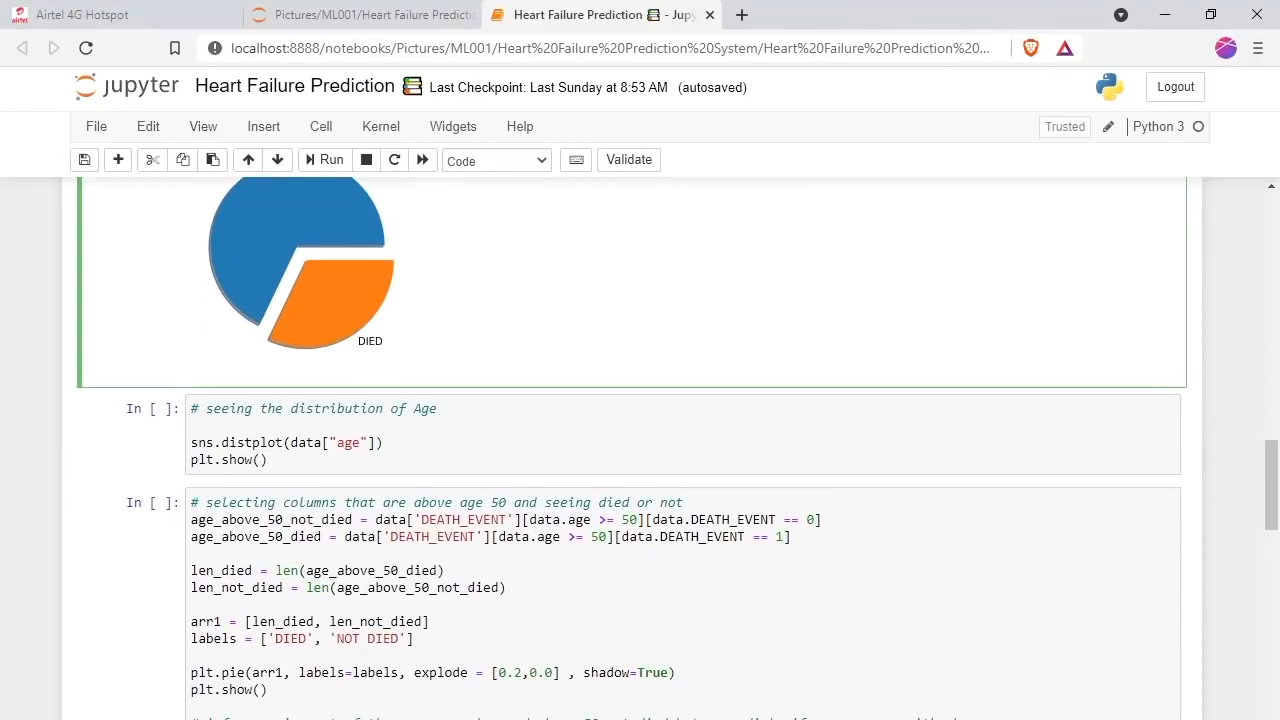 airtel Airtel 4G Hotspot
Pictures/ML001/Heart Failure Predictic
Heart Failure Prediction - Jupy
localhost:8888/notebooks/Pictures/ML001/Heart%20Failure%20Prediction%20System/Heart%20Failure%20Prediction%20...
jupyter Heart Failure Prediction Last Checkpoint: Last Sunday at 8:53 AM (autosaved)
Logout
File Edit View Insert Cell Kernel Widgets Help
Trusted Python 3
Run Code Validate
DIED
In [ ]: # seeing the distribution of Age
sns.distplot(data["age"])
plt.show()
In [ ]: # selecting columns that are above age 50 and seeing died or not
age_above_50_not_died = data['DEATH_EVENT'][data.age >= 50][data.DEATH_EVENT == 0]
age_above_50_died = data['DEATH_EVENT'][data.age >= 50][data.DEATH_EVENT == 1]
len_died = len(age_above_50_died)
len_not_died = len(age_above_50_not_died)
arr1 = [len_died, len_not_died]
labels = ['DIED', 'NOT DIED']
plt.pie(arr1, labels=labels, explode = [0.2,0.0] , shadow=True)
plt.show()